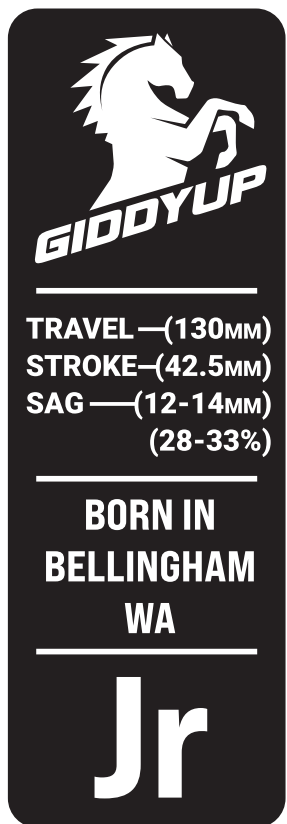 GIDDYUP
TRAVEL —(130MM)
STROKE—(42.5MM)
SAG —(12-14MM)
(28-33%)
BORN IN
BELLINGHAM
WA
Jr